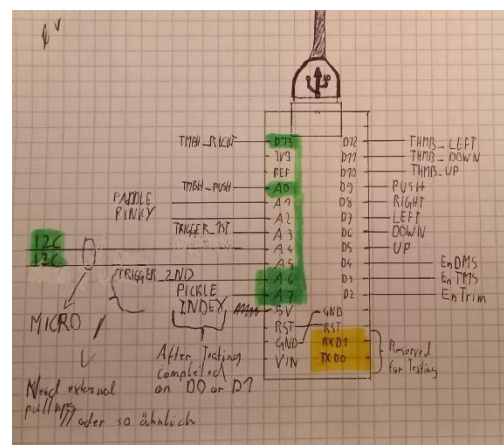 TMBH_RIGHT D13 D12 THMB_LEFT
3V3 D11 THMB_DOWN
REF D10 THMB_UP
TMBH_PUSH A0 D9 PUSH
PADDLE A1 D8 RIGHT
PINKY A2 D7 LEFT
TRIGGER_1ST A3 D6 DOWN
I2C A4 D5 UP
I2C A5 D4 EnDMS
TRIGGER_2ND A6 D3 EnTMS
PICKLE INDEX A7 D2 EnTrim
5V GND
MICRO RST RST
GND RX D1 Reserved
After Testing VIN TX D0 for Testing
completed
on D0 or D1
Need external
pullups
oder so ähnlich